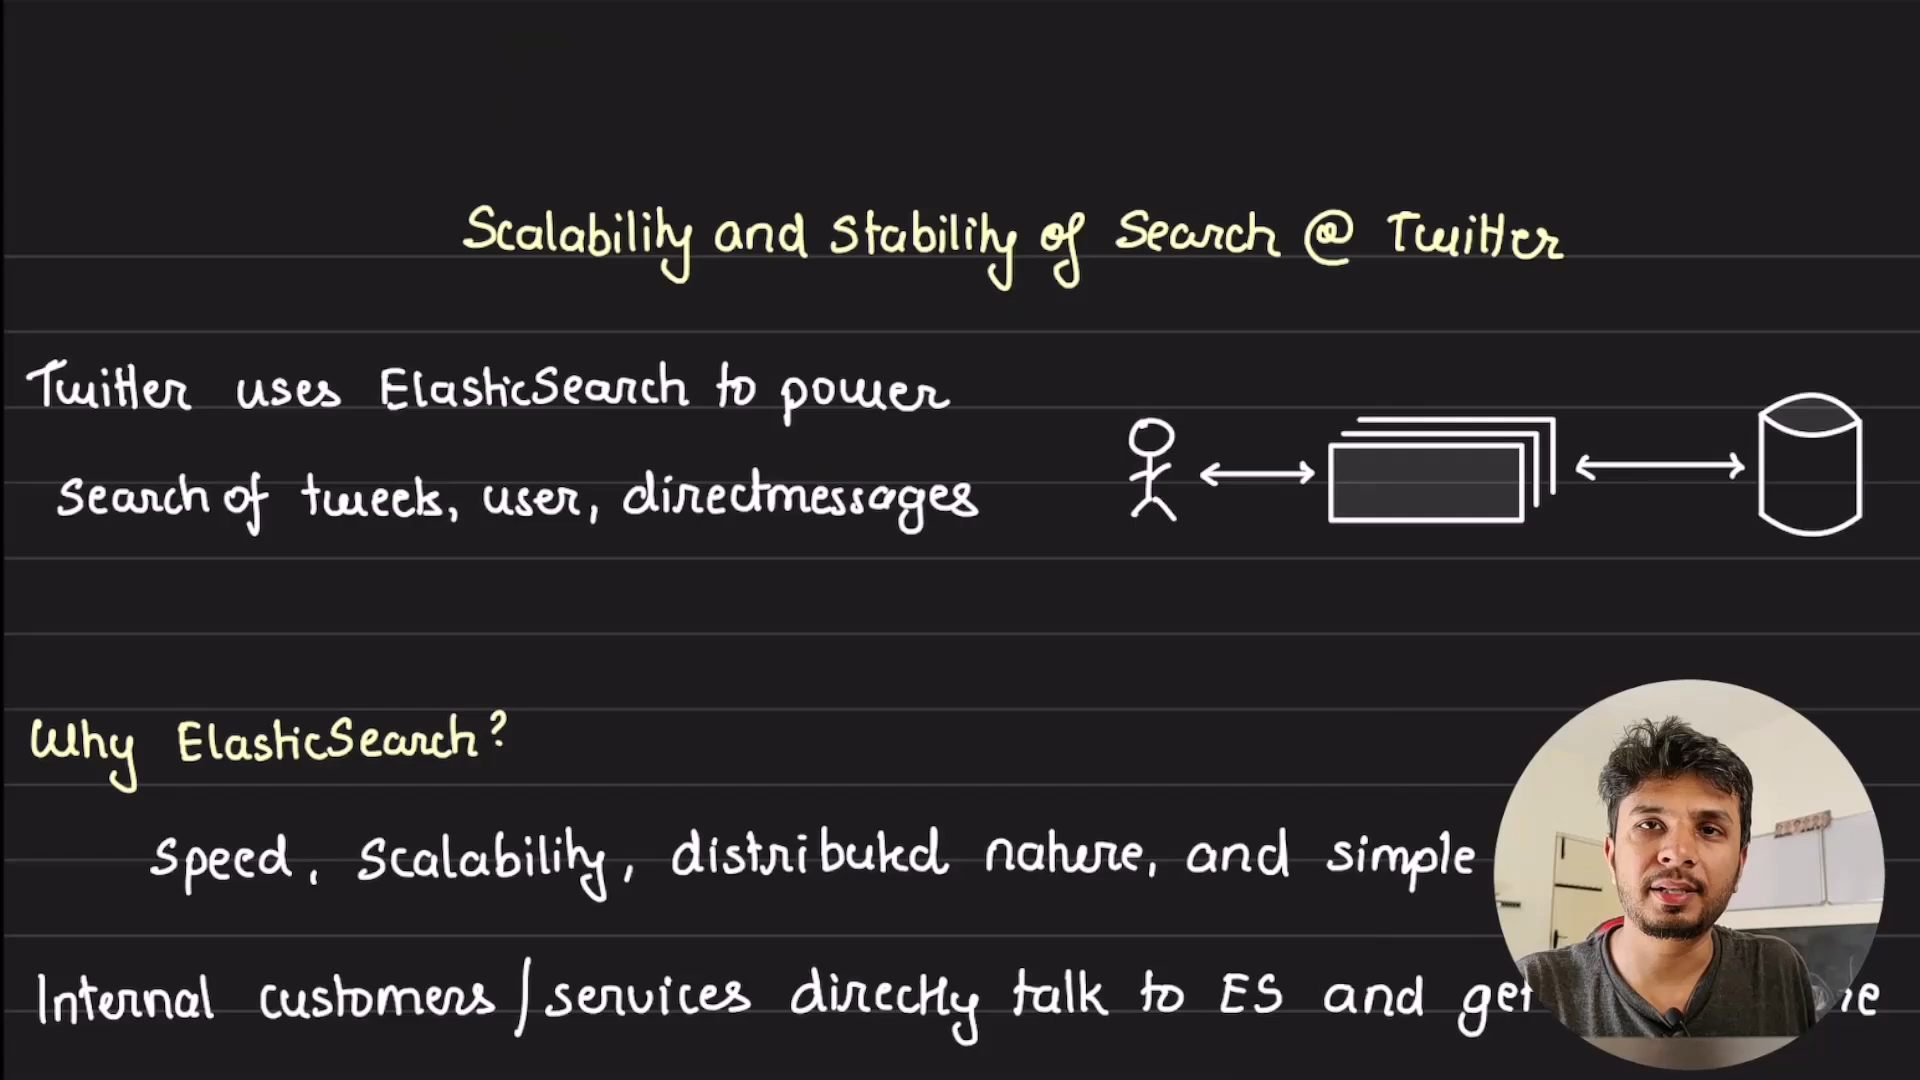 Scalability and Stability of Search @ Twitter
Twitter uses ElasticSearch to power
Search of tweets, user, directmessages
Why ElasticSearch?
Speed, Scalability, distributed nature, and simple
Internal customers/services directly talk to ES and get